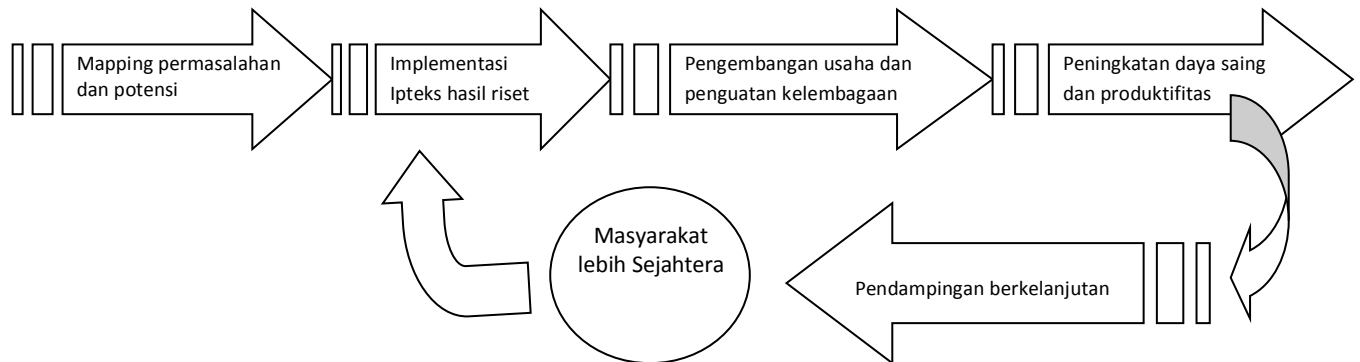 Mapping permasalahan
dan potensi
Implementasi
Ipteks hasil riset
Pengembangan usaha dan
penguatan kelembagaan
Peningkatan daya saing
dan produktifitas
Masyarakat
lebih Sejahtera
Pendampingan berkelanjutan